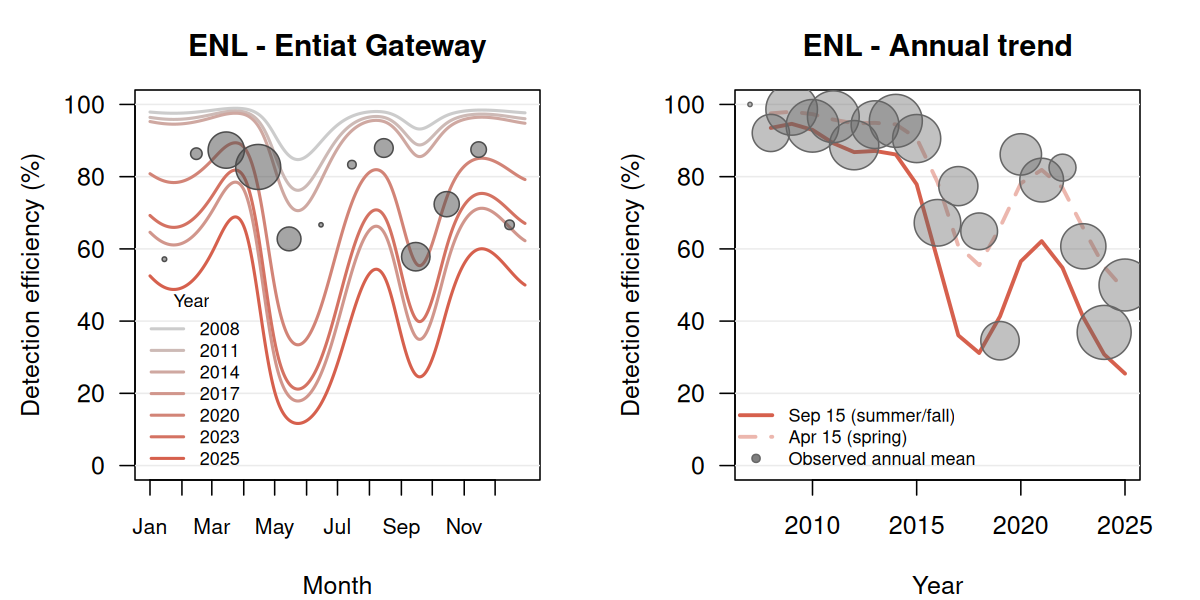 ENL - Entiat Gateway
Detection efficiency (%)
100
80
60
40
20
0
Year
2008
2011
2014
2017
2020
2023
2025
Jan Mar May Jul Sep Nov
Month
ENL - Annual trend
Detection efficiency (%)
100
80
60
40
20
0
Sep 15 (summer/fall)
Apr 15 (spring)
Observed annual mean
2010 2015 2020 2025
Year